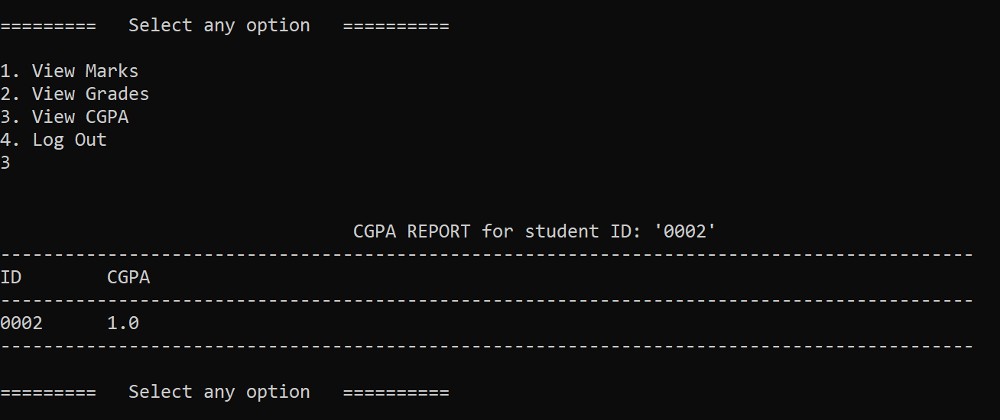 =========   Select any option   ==========
1. View Marks
2. View Grades
3. View CGPA
4. Log Out
3
CGPA REPORT for student ID: '0002'
-------------------------------------------------------------------------------------------
ID        CGPA
-------------------------------------------------------------------------------------------
0002      1.0
-------------------------------------------------------------------------------------------
=========   Select any option   ==========